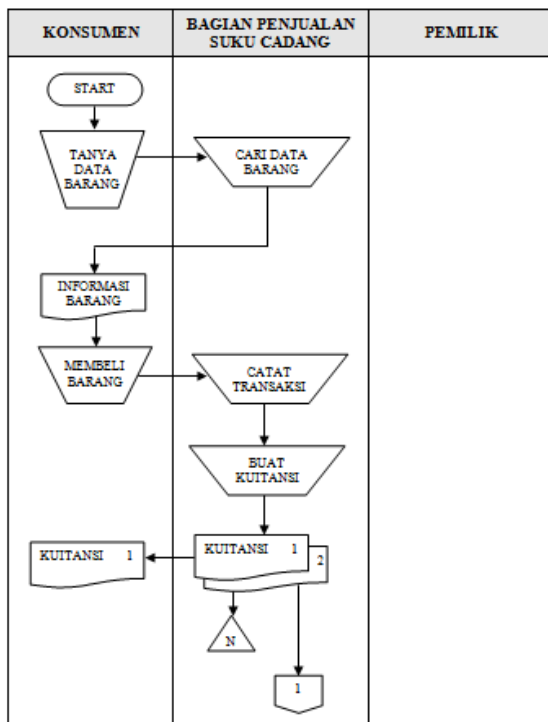 KONSUMEN
BAGIAN PENJUALAN
SUKU CADANG
PEMILIK
START
TANYA
DATA
BARANG
CARI DATA
BARANG
INFORMASI
BARANG
MEMBELI
BARANG
CATAT
TRANSAKSI
BUAT
KUITANSI
KUITANSI 1
KUITANSI 1
2
N
1